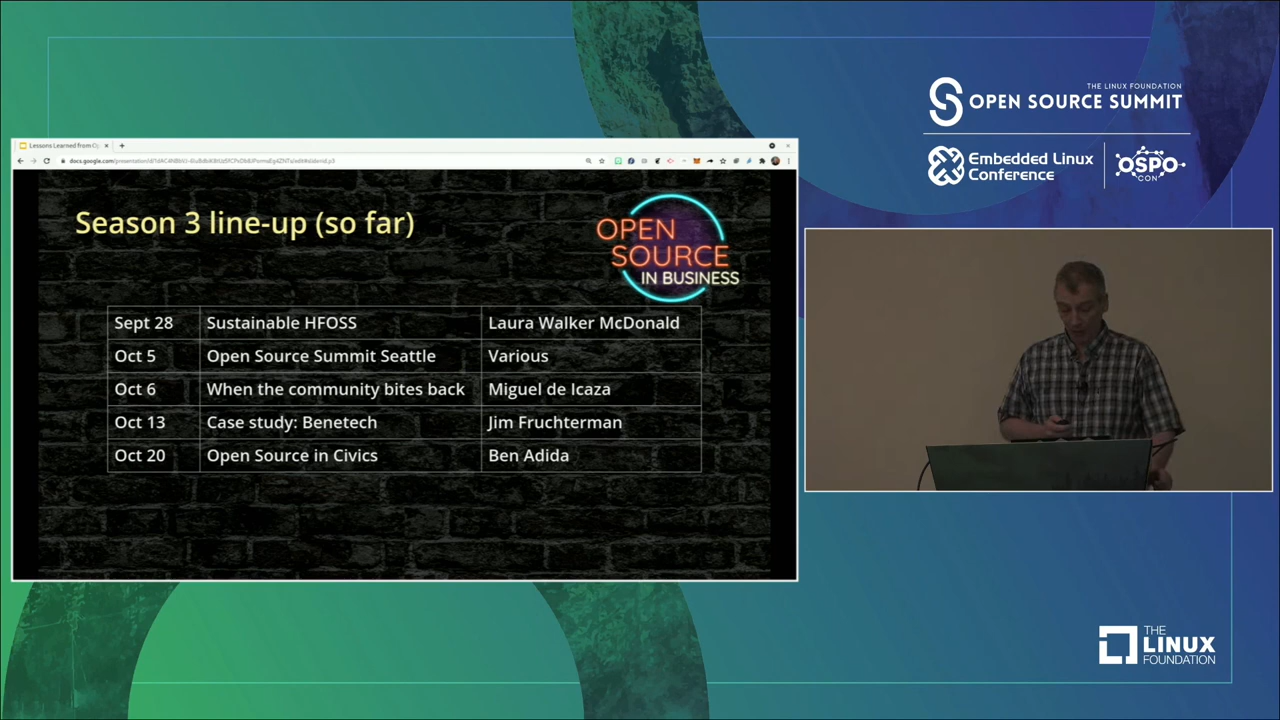 THE LINUX FOUNDATION
OPEN SOURCE SUMMIT
Embedded Linux
Conference
OSPO
CON
Lessons Learned from O
Season 3 line-up (so far)
OPEN
SOURCE
IN BUSINESS
Sept 28 Sustainable HFOSS Laura Walker McDonald
Oct 5 Open Source Summit Seattle Various
Oct 6 When the community bites back Miguel de Icaza
Oct 13 Case study: Benetech Jim Fruchterman
Oct 20 Open Source in Civics Ben Adida
THE
LINUX
FOUNDATION